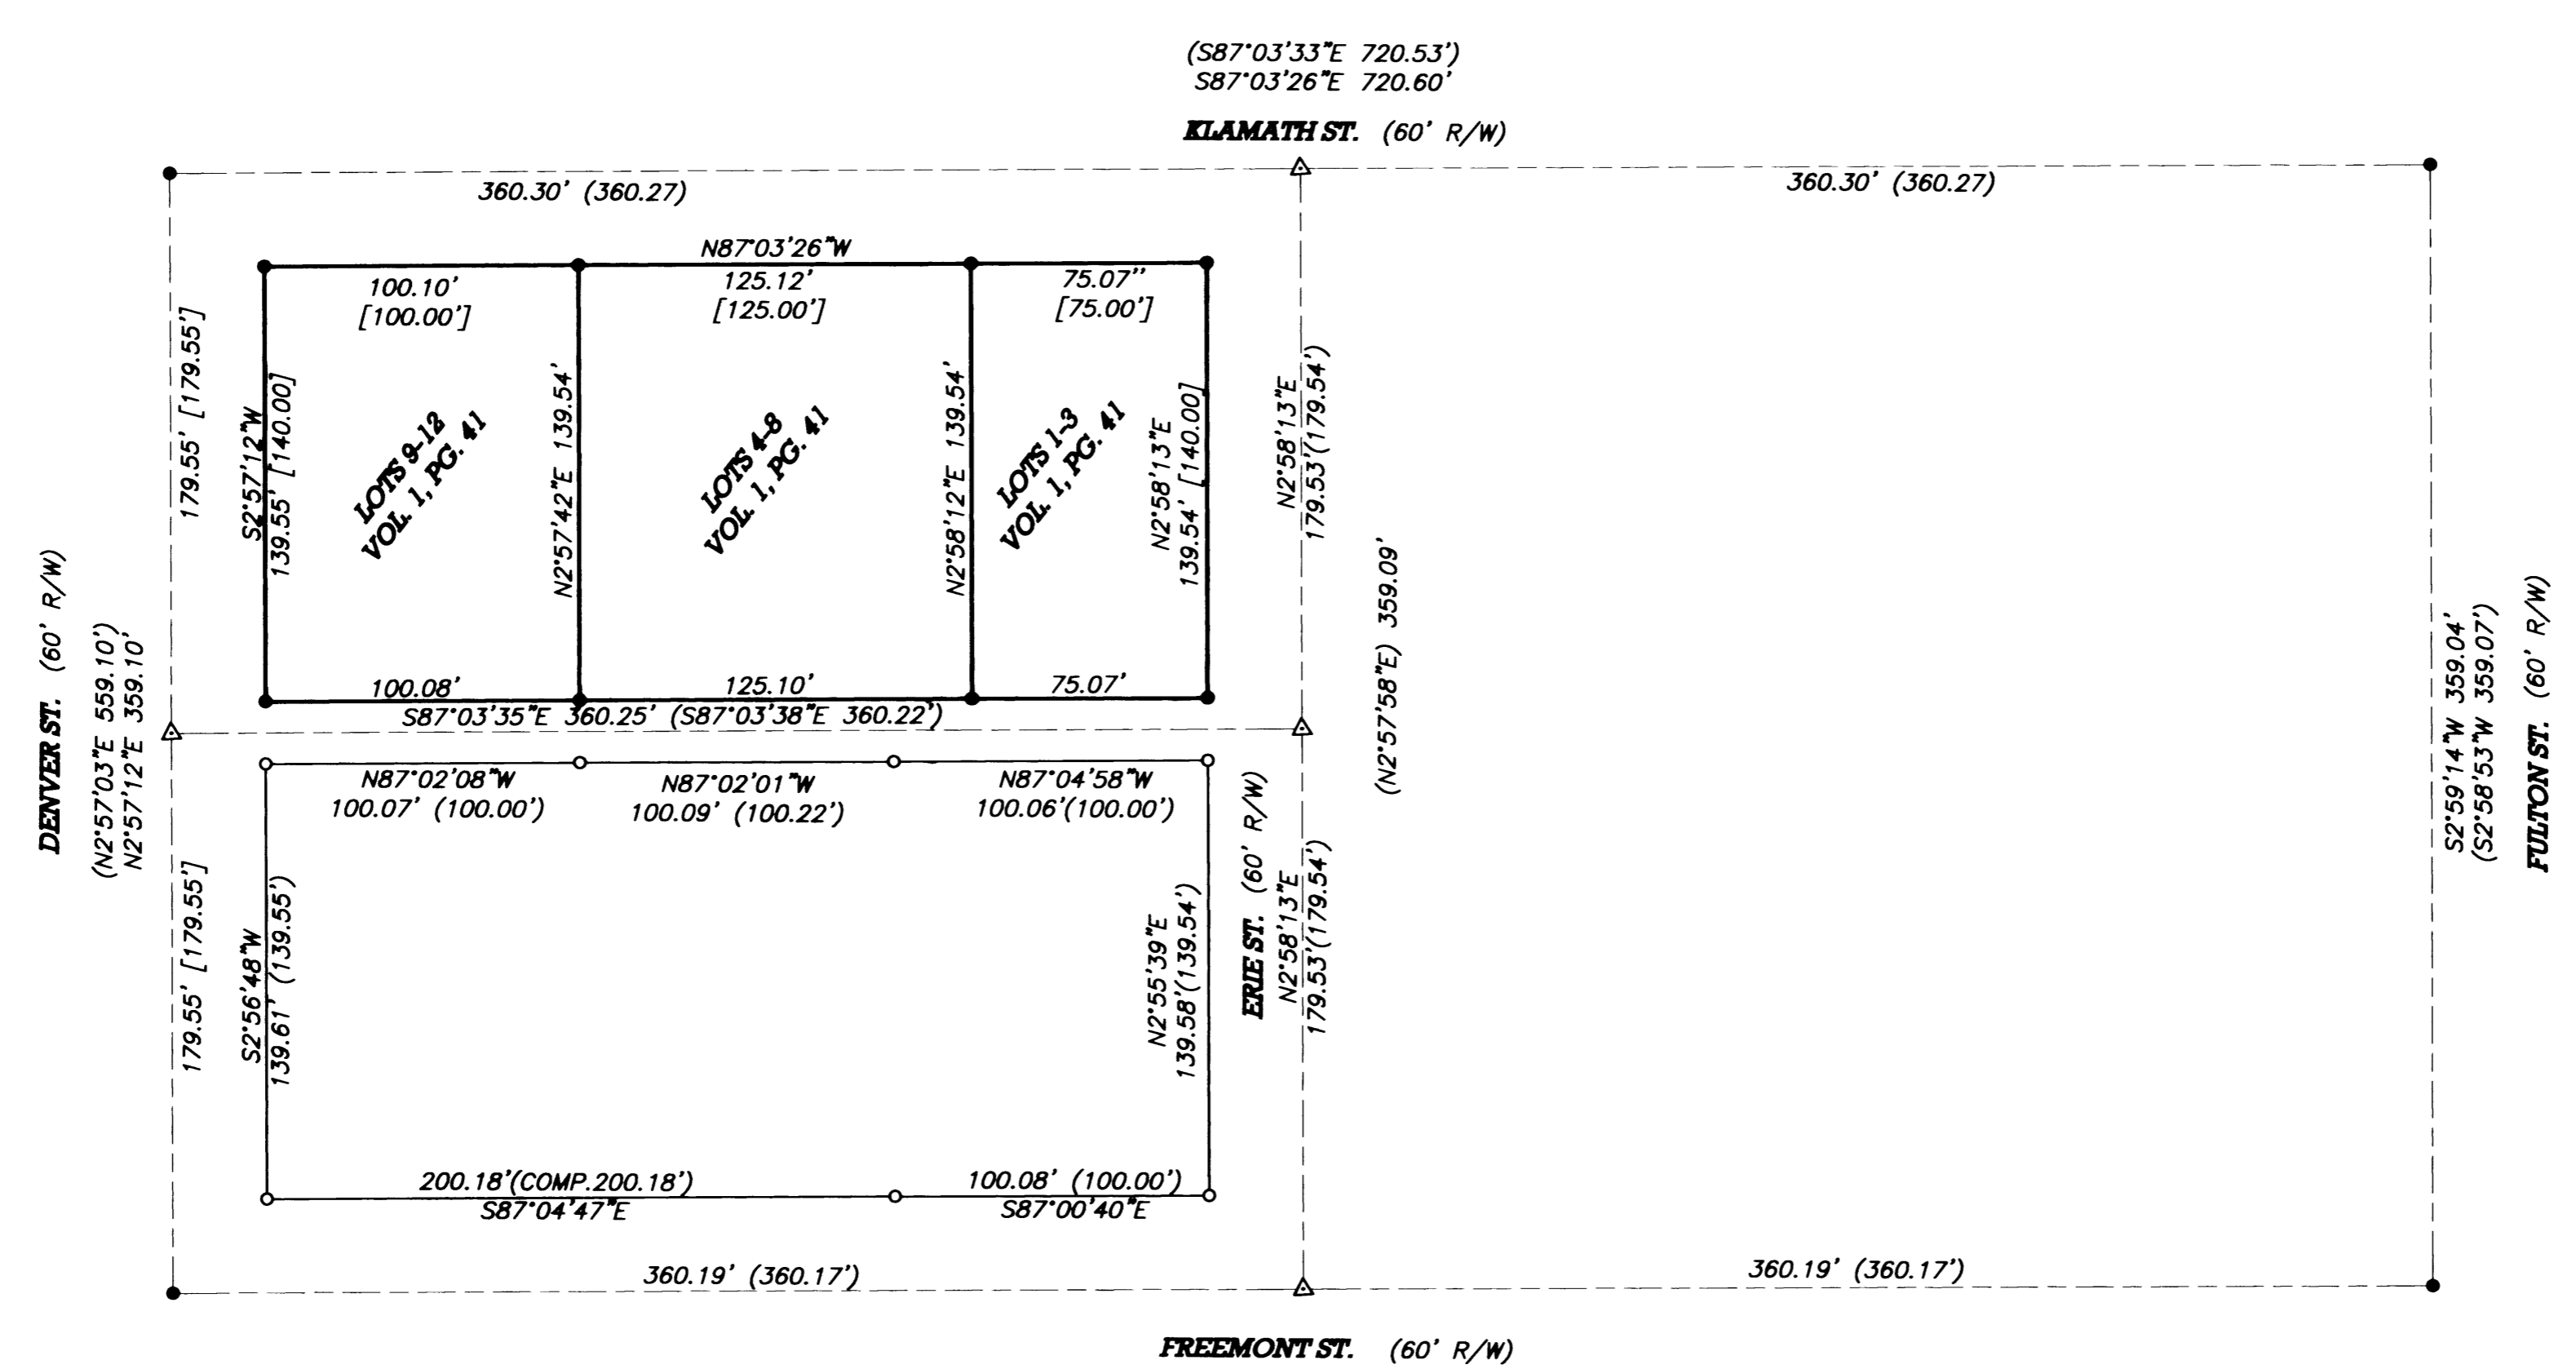 (S87°03'33"E 720.53')
S87°03'26"E 720.60'
KLAMATH ST. (60' R/W)
360.30' (360.27)
360.30' (360.27)
N87°03'26"W
100.10'
[100.00']
125.12'
[125.00']
75.07''
[75.00']
179.55' [179.55']
S2°57'12"W
139.55' [140.00]
LOTS 9-12
VOL. 1, PG. 41
N2°57'42"E 139.54'
LOTS 4-8
VOL. 1, PG. 41
N2°58'12"E 139.54'
LOTS 1-3
VOL. 1, PG. 41
N2°58'13"E
139.54' [140.00]
N2°58'13"E
179.53'(179.54')
100.08'
125.10'
75.07'
S87°03'35"E 360.25' (S87°03'38"E 360.22')
DENVER ST. (60' R/W)
(N2°57'03"E 559.10')
N2°57'12"E 359.10'
(N2°57'58"E) 359.09'
S2°59'14"W 359.04'
(S2°58'53"W 359.07')
FULTON ST. (60' R/W)
N87°02'08"W
100.07' (100.00')
N87°02'01"W
100.09' (100.22')
N87°04'58"W
100.06'(100.00')
179.55' [179.55']
S2°56'48"W
139.61' (139.55')
N2°55'39"E
139.58'(139.54')
ERIE ST. (60' R/W)
N2°58'13"E
179.53'(179.54')
200.18'(COMP.200.18')
S87°04'47"E
100.08' (100.00')
S87°00'40"E
360.19' (360.17')
360.19' (360.17')
FREEMONT ST. (60' R/W)